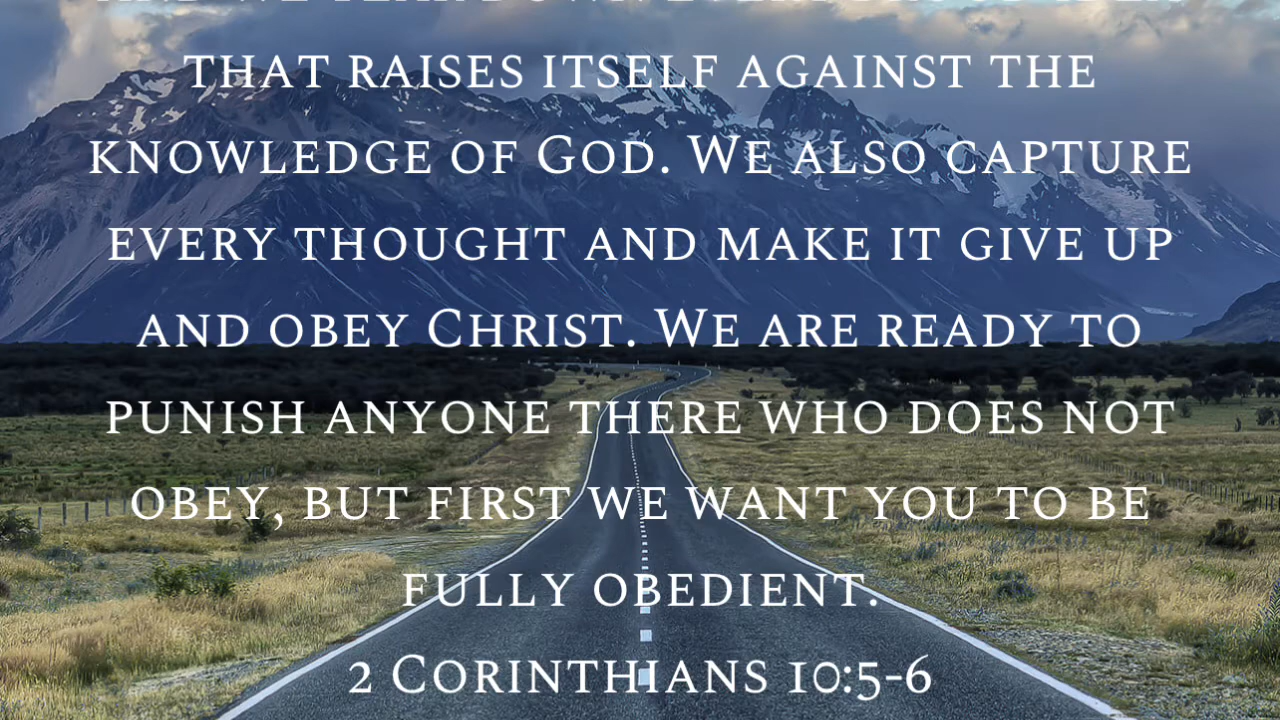 THAT RAISES ITSELF AGAINST THE
KNOWLEDGE OF GOD. WE ALSO CAPTURE
EVERY THOUGHT AND MAKE IT GIVE UP
AND OBEY CHRIST. WE ARE READY TO
PUNISH ANYONE THERE WHO DOES NOT
OBEY, BUT FIRST WE WANT YOU TO BE
FULLY OBEDIENT.
2 CORINTHIANS 10:5-6